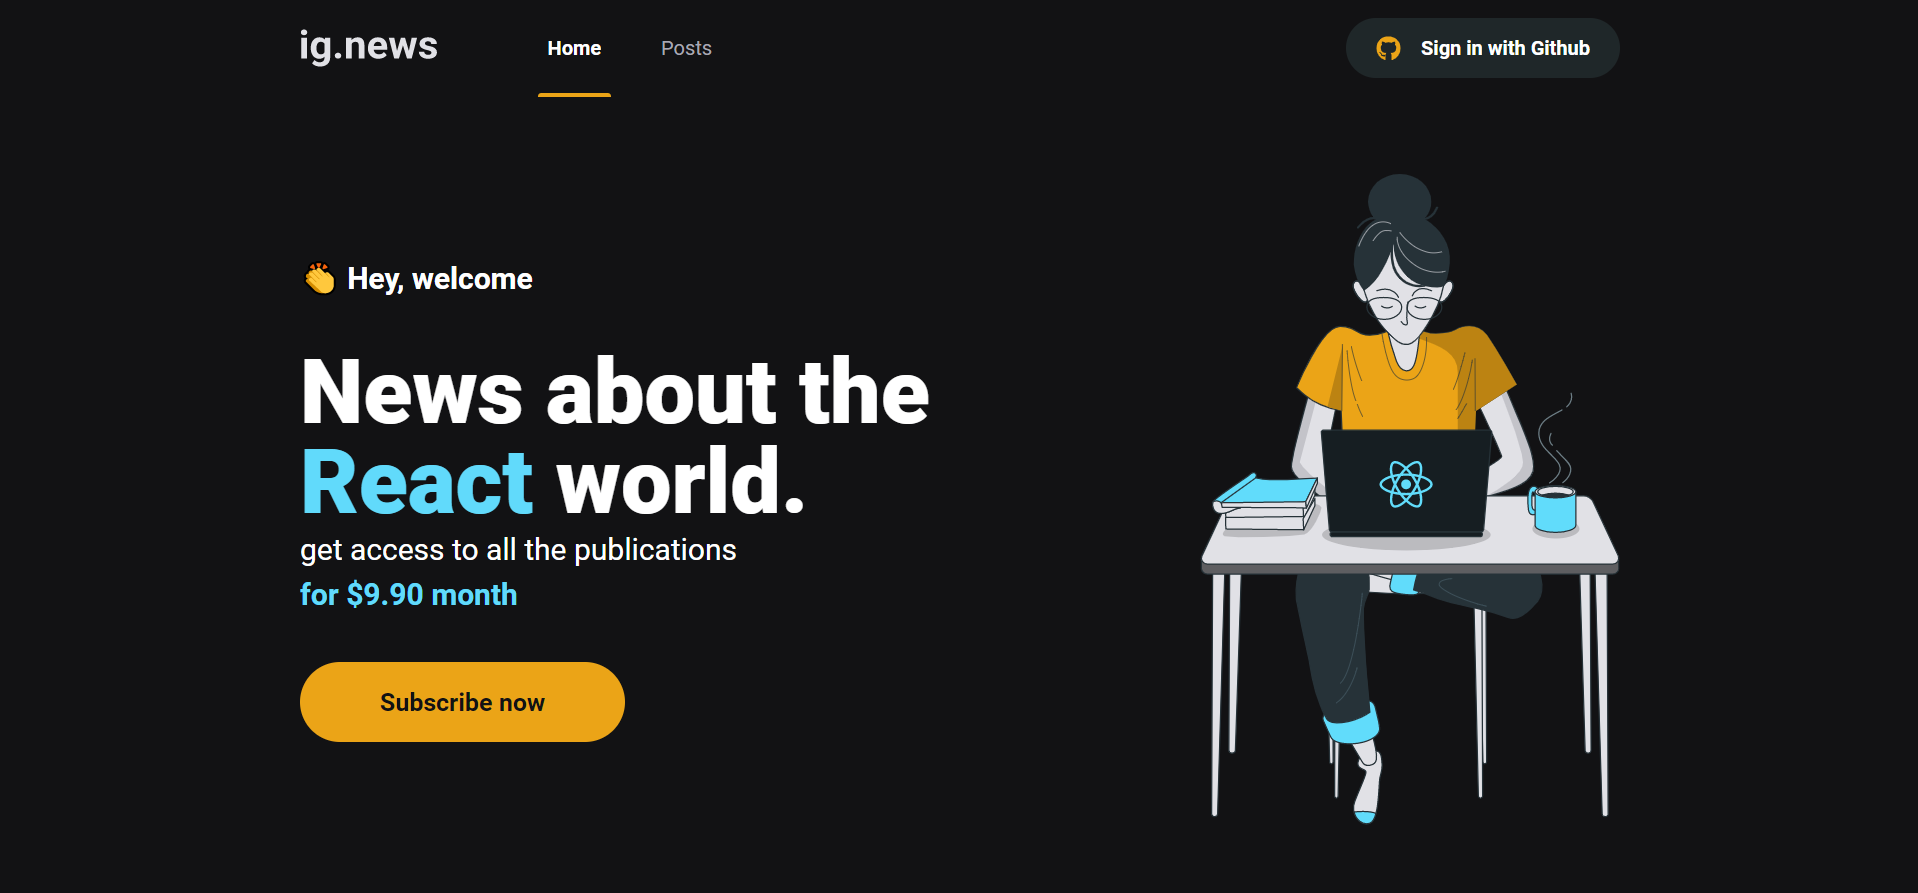 ig.news
Home
Posts
Sign in with Github
👏 Hey, welcome
News about the
React world.
get access to all the publications
for $9.90 month
Subscribe now